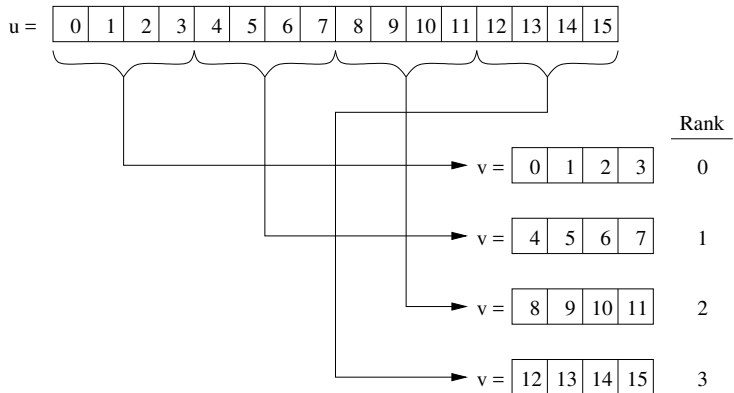 u = 0 1 2 3 4 5 6 7 8 9 10 11 12 13 14 15
Rank
v = 0 1 2 3 0
v = 4 5 6 7 1
v = 8 9 10 11 2
v = 12 13 14 15 3